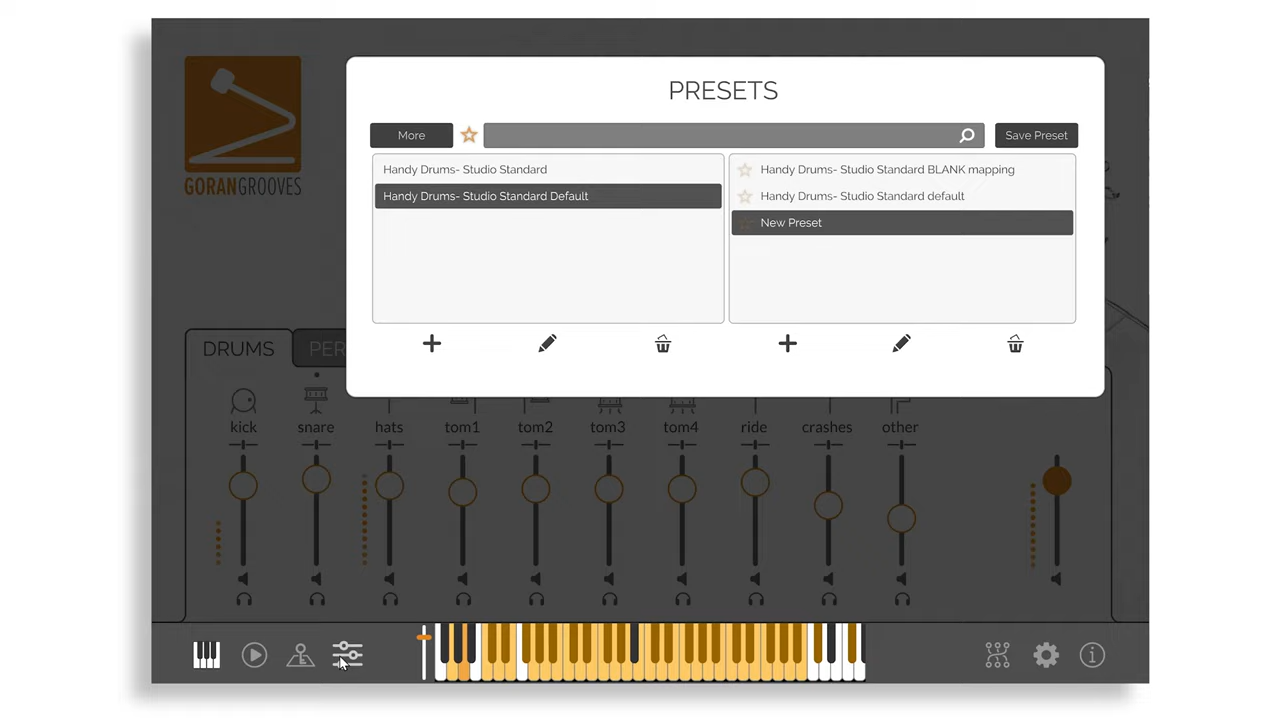 PRESETS
More
Save Preset
Handy Drums- Studio Standard
Handy Drums- Studio Standard Default
Handy Drums- Studio Standard BLANK mapping
Handy Drums- Studio Standard default
New Preset
GORANGROOVES
DRUMS
PER
kick
snare
hats
tom1
tom2
tom3
tom4
ride
crashes
other